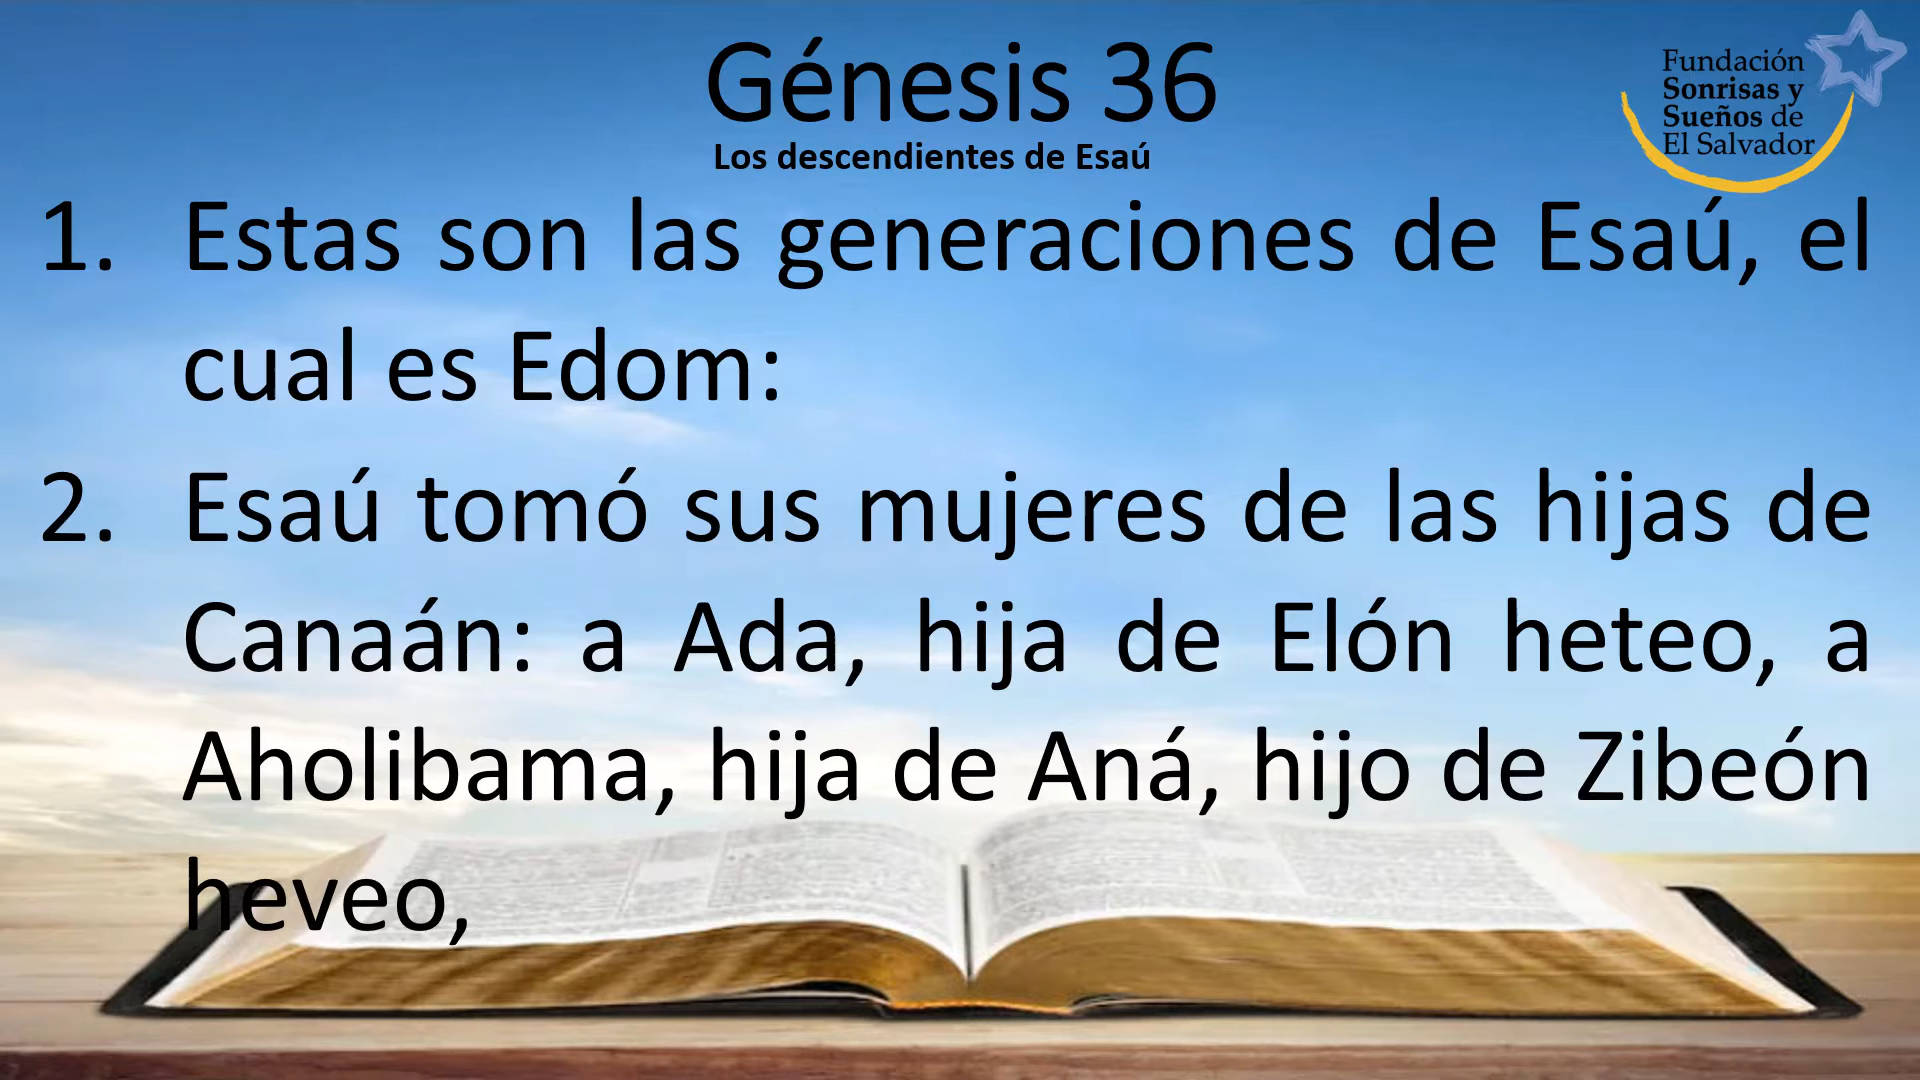 Génesis 36
Los descendientes de Esaú
Fundación
Sonrisas y
Sueños de
El Salvador
1. Estas son las generaciones de Esaú, el
cual es Edom:
2. Esaú tomó sus mujeres de las hijas de
Canaán: a Ada, hija de Elón heteo, a
Aholibama, hija de Aná, hijo de Zibeón
heveo,